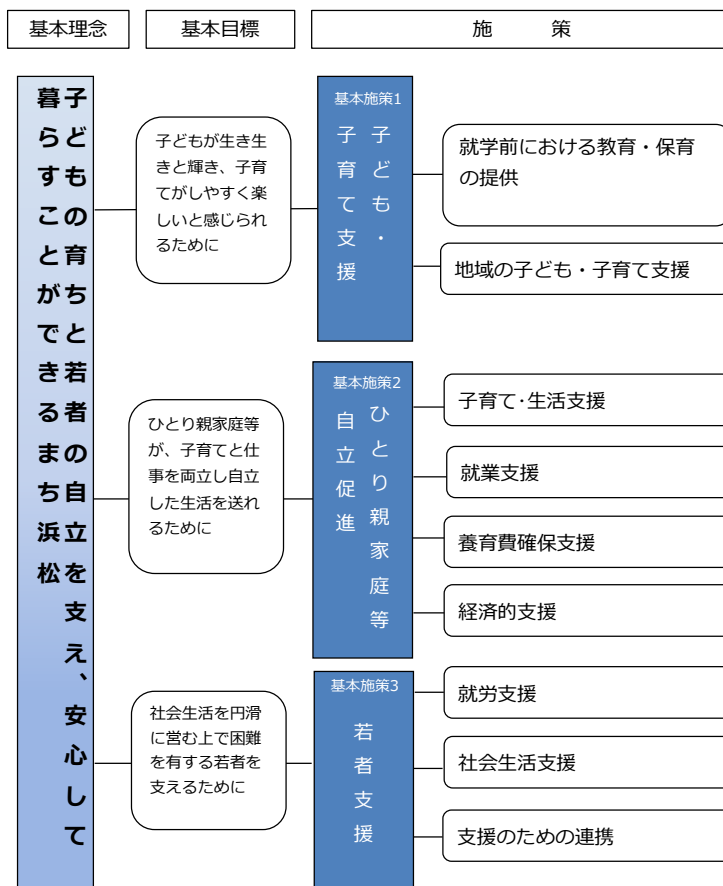 基本理念
基本目標
施　策
子どもの育ちと若者の自立を支え、安心して
暮らすことができるまち浜松
子どもが生き生
きと輝き、子育
てがしやすく楽
しいと感じられ
るために
基本施策1
子ども・
子育て支援
就学前における教育・保育
の提供
地域の子ども・子育て支援
ひとり親家庭等
が、子育てと仕
事を両立し自立
した生活を送れ
るために
基本施策2
ひとり親家庭等
自立促進
子育て・生活支援
就業支援
養育費確保支援
経済的支援
社会生活を円滑
に営む上で困難
を有する若者を
支えるために
基本施策3
若者支援
就労支援
社会生活支援
支援のための連携